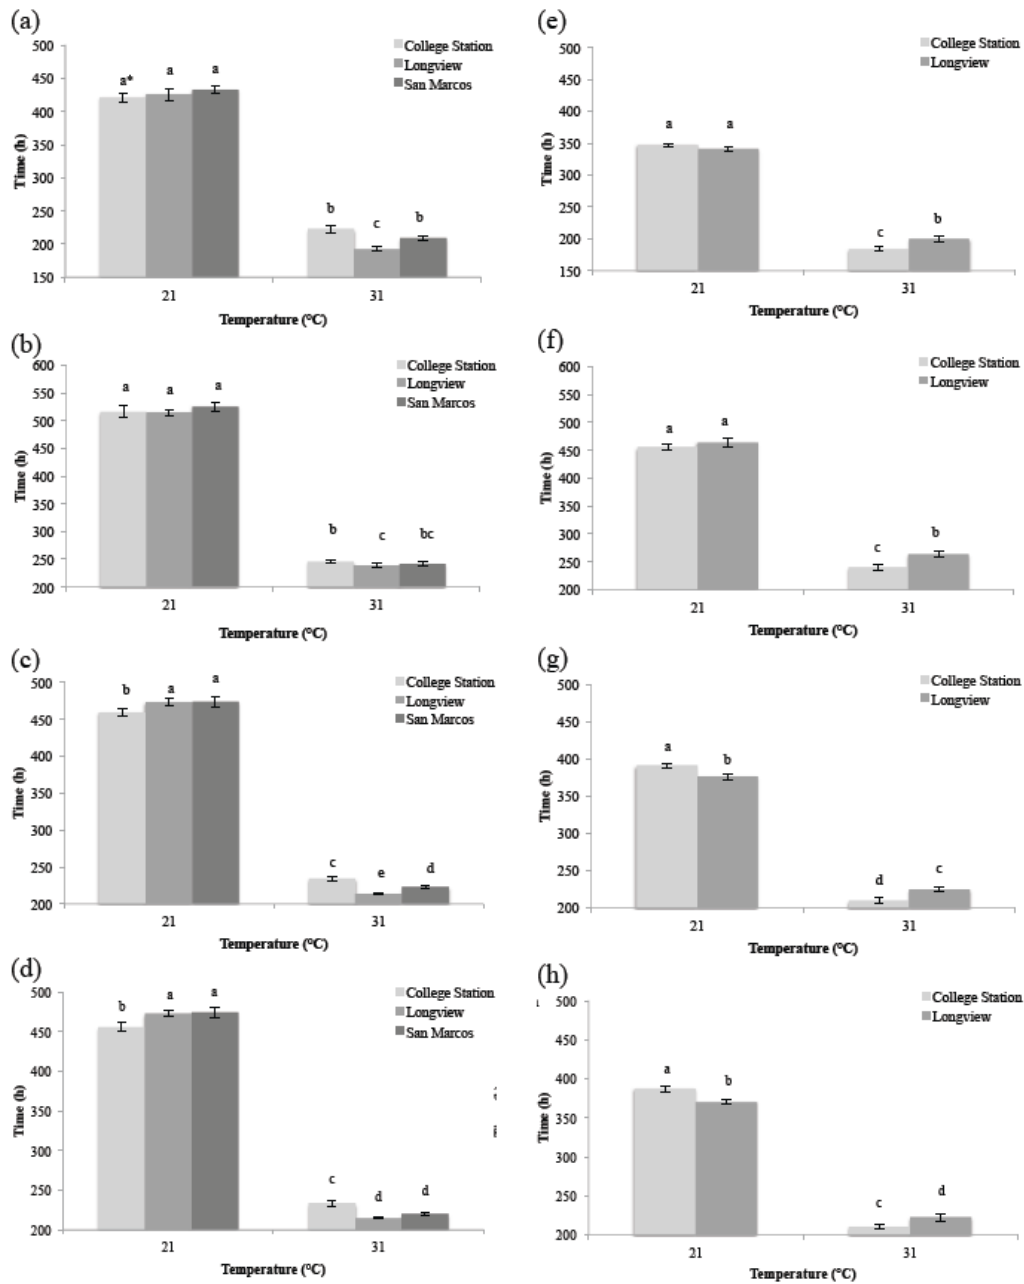 (a)
500
450
400
350
300
250
200
150
Time (h)
a*
a
a
b
c
b
College Station
Longview
San Marcos
21
31
Temperature (°C)
(e)
500
450
400
350
300
250
200
150
Time (h)
a
a
c
b
College Station
Longview
21
31
Temperature (°C)
(b)
600
550
500
450
400
350
300
250
200
Time (h)
a
a
a
b
c
bc
College Station
Longview
San Marcos
21
31
Temperature (°C)
(f)
600
550
500
450
400
350
300
250
200
Time (h)
a
a
c
b
College Station
Longview
21
31
Temperature (°C)
(c)
500
450
400
350
300
250
200
Time (h)
b
a
a
c
e
d
College Station
Longview
San Marcos
21
31
Temperature (°C)
(g)
500
450
400
350
300
250
200
Time (h)
a
b
d
c
College Station
Longview
21
31
Temperature (°C)
(d)
500
450
400
350
300
250
200
Time (h)
b
a
a
c
d
d
College Station
Longview
San Marcos
21
31
Temperature (°C)
(h)
500
450
400
350
300
250
200
Time (h)
a
b
c
d
College Station
Longview
21
31
Temperature (°C)